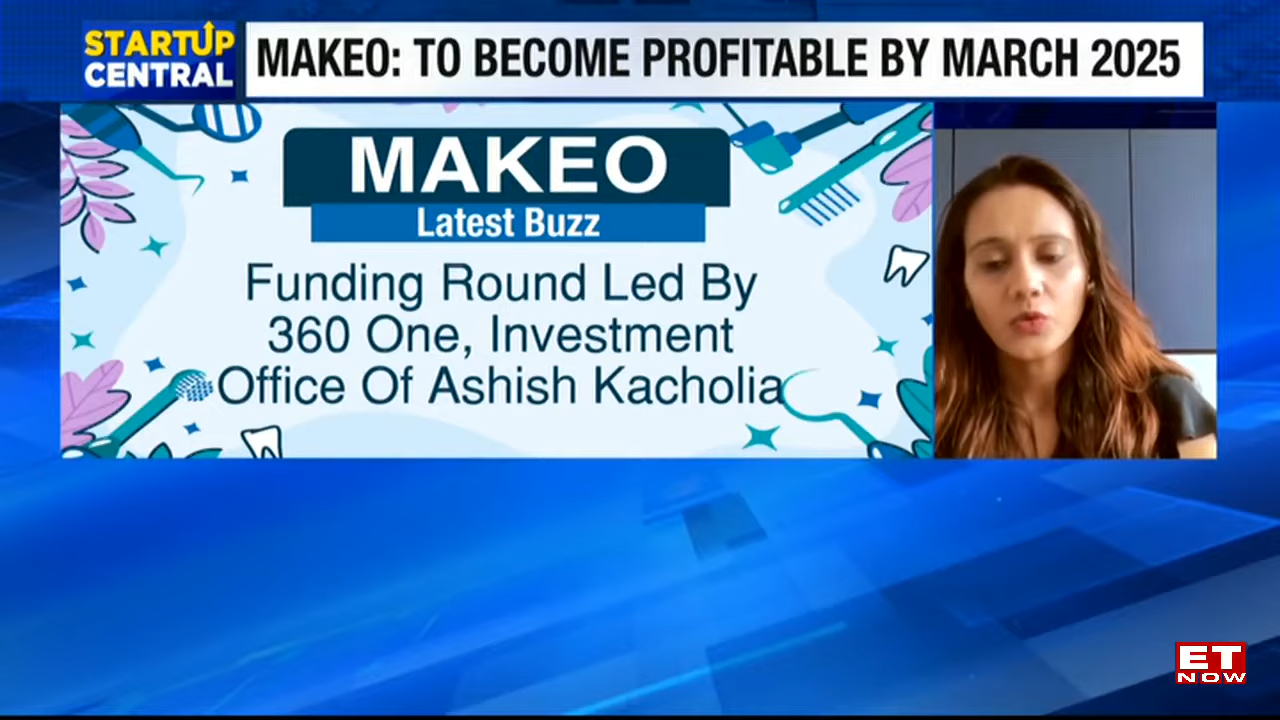 STARTUP
CENTRAL
MAKEO: TO BECOME PROFITABLE BY MARCH 2025
MAKEO
Latest Buzz
Funding Round Led By
360 One, Investment
Office Of Ashish Kacholia
ET
NOW